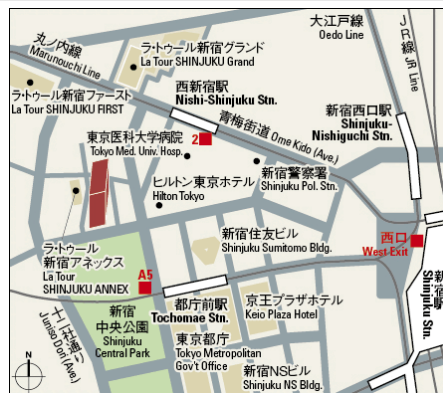 大江戸線
Oedo Line
JR線
JR Line
丸ノ内線
Marunouchi Line
ラ・トゥール新宿グランド
La Tour SHINJUKU Grand
ラ・トゥール新宿ファースト
La Tour SHINJUKU FIRST
西新宿駅
Nishi-Shinjuku Stn.
新宿西口駅
Shinjuku-
Nishiguchi Stn.
青梅街道 Ome Kido (Ave.)
2
東京医科大学病院
Tokyo Med. Univ. Hosp.
新宿警察署
Shinjuku Pol. Stn.
ヒルトン東京ホテル
Hilton Tokyo
新宿住友ビル
Shinjuku Sumitomo Bldg.
西口
West Exit
ラ・トゥール
新宿アネックス
La Tour
SHINJUKU ANNEX
A5
新宿駅
Shinjuku Stn.
都庁前駅
Tochomae Stn.
京王プラザホテル
Keio Plaza Hotel
新宿
中央公園
Shinjuku
Central Park
十二社通り
Juniso Dori (Ave.)
東京都庁
Tokyo Metropolitan
Gov't Office
新宿NSビル
Shinjuku NS Bldg.
N